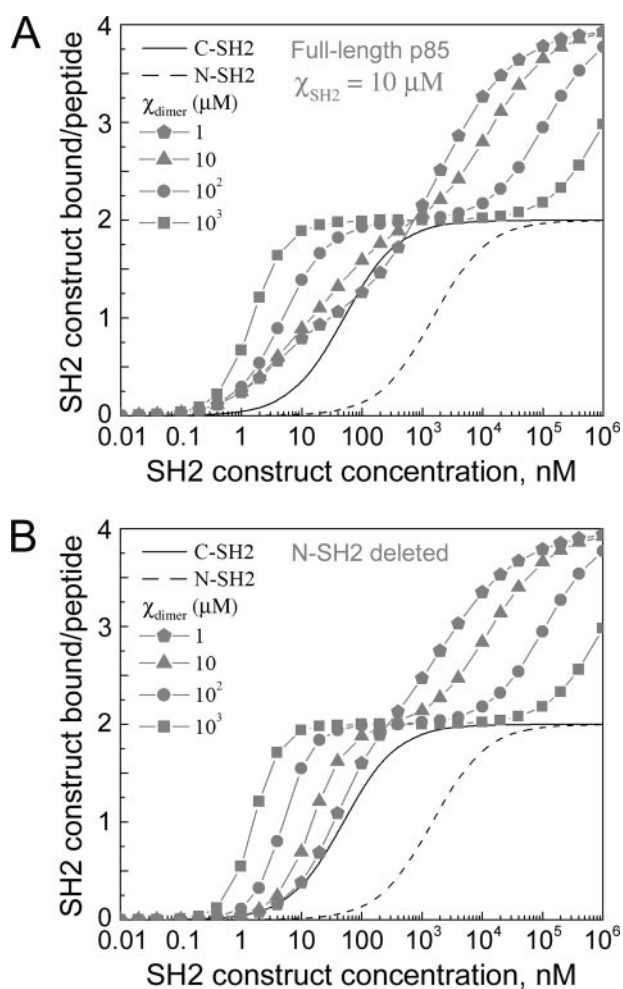 A
4
3
2
1
0
SH2 construct bound/peptide
C-SH2
N-SH2
χdimer (μM)
1
10
10²
10³
Full-length p85
χSH2 = 10 μM
0.01 0.1 1 10 100 10³ 10⁴ 10⁵ 10⁶
SH2 construct concentration, nM
B
4
3
2
1
0
SH2 construct bound/peptide
C-SH2
N-SH2
χdimer (μM)
1
10
10²
10³
N-SH2 deleted
0.01 0.1 1 10 100 10³ 10⁴ 10⁵ 10⁶
SH2 construct concentration, nM